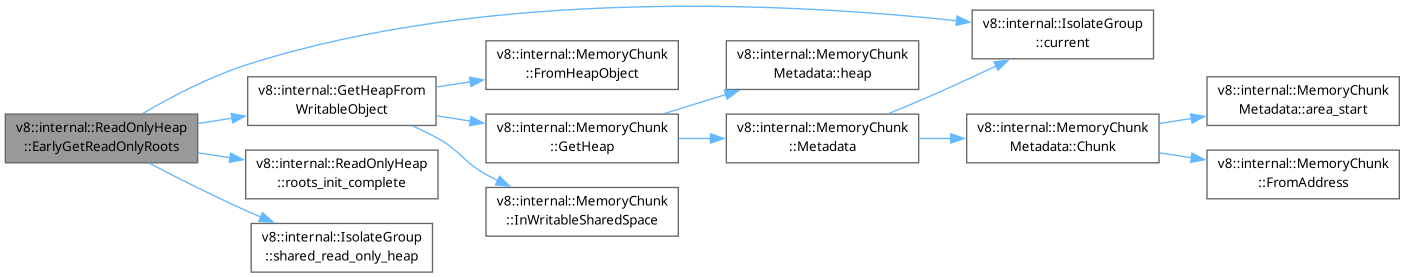 v8::internal::ReadOnlyHeap
::EarlyGetReadOnlyRoots
v8::internal::GetHeapFrom
WritableObject
v8::internal::ReadOnlyHeap
::roots_init_complete
v8::internal::IsolateGroup
::shared_read_only_heap
v8::internal::MemoryChunk
::FromHeapObject
v8::internal::MemoryChunk
::GetHeap
v8::internal::MemoryChunk
::InWritableSharedSpace
v8::internal::MemoryChunk
Metadata::heap
v8::internal::MemoryChunk
::Metadata
v8::internal::IsolateGroup
::current
v8::internal::MemoryChunk
Metadata::Chunk
v8::internal::MemoryChunk
Metadata::area_start
v8::internal::MemoryChunk
::FromAddress